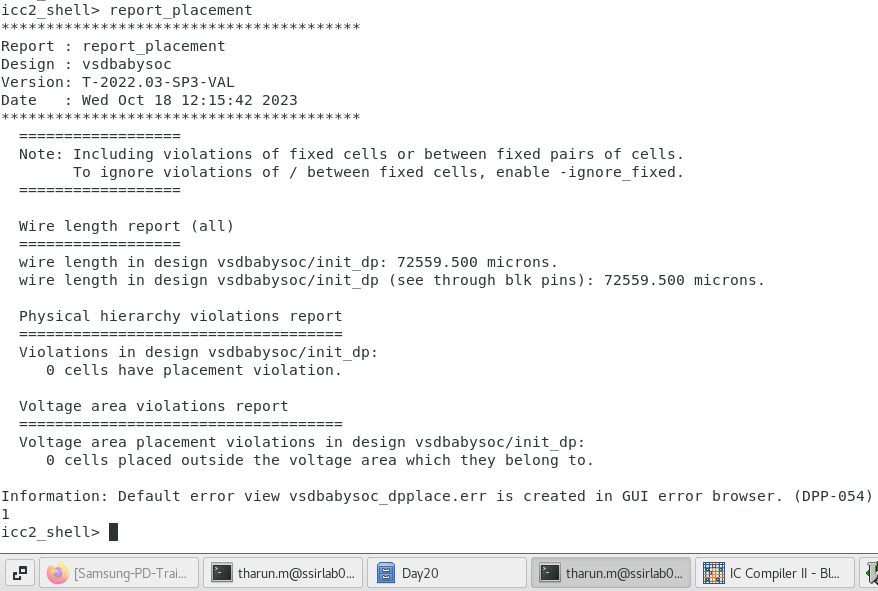 icc2_shell> report_placement
****************************************
Report : report_placement
Design : vsdbabysoc
Version: T-2022.03-SP3-VAL
Date   : Wed Oct 18 12:15:42 2023
****************************************
==================
Note: Including violations of fixed cells or between fixed pairs of cells.
To ignore violations of / between fixed cells, enable -ignore_fixed.
==================
Wire length report (all)
==================
wire length in design vsdbabysoc/init_dp: 72559.500 microns.
wire length in design vsdbabysoc/init_dp (see through blk pins): 72559.500 microns.
Physical hierarchy violations report
====================================
Violations in design vsdbabysoc/init_dp:
0 cells have placement violation.
Voltage area violations report
====================================
Voltage area placement violations in design vsdbabysoc/init_dp:
0 cells placed outside the voltage area which they belong to.
Information: Default error view vsdbabysoc_dpplace.err is created in GUI error browser. (DPP-054)
1
icc2_shell>
[Samsung-PD-Trai... tharun.m@ssirlab0... Day20 tharun.m@ssirlab0... IC Compiler II - Bl...